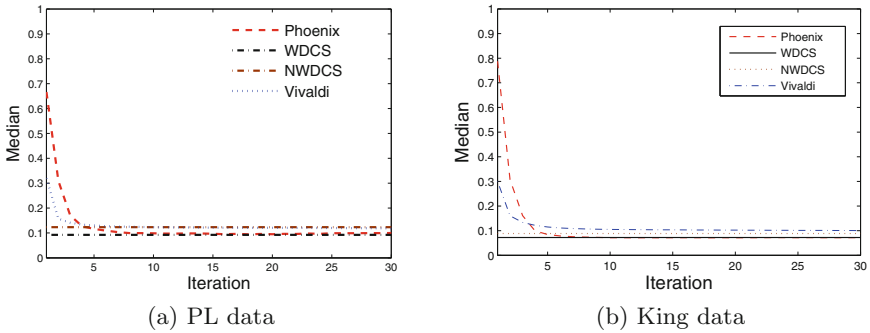 Phoenix
WDCS
NWDCS
Vivaldi
1
0.9
0.8
0.7
0.6
0.5
0.4
0.3
0.2
0.1
0
5
10
15
20
25
30
Median
Iteration
(a) PL data
Phoenix
WDCS
NWDCS
Vivaldi
1
0.9
0.8
0.7
0.6
0.5
0.4
0.3
0.2
0.1
0
5
10
15
20
25
30
Median
Iteration
(b) King data